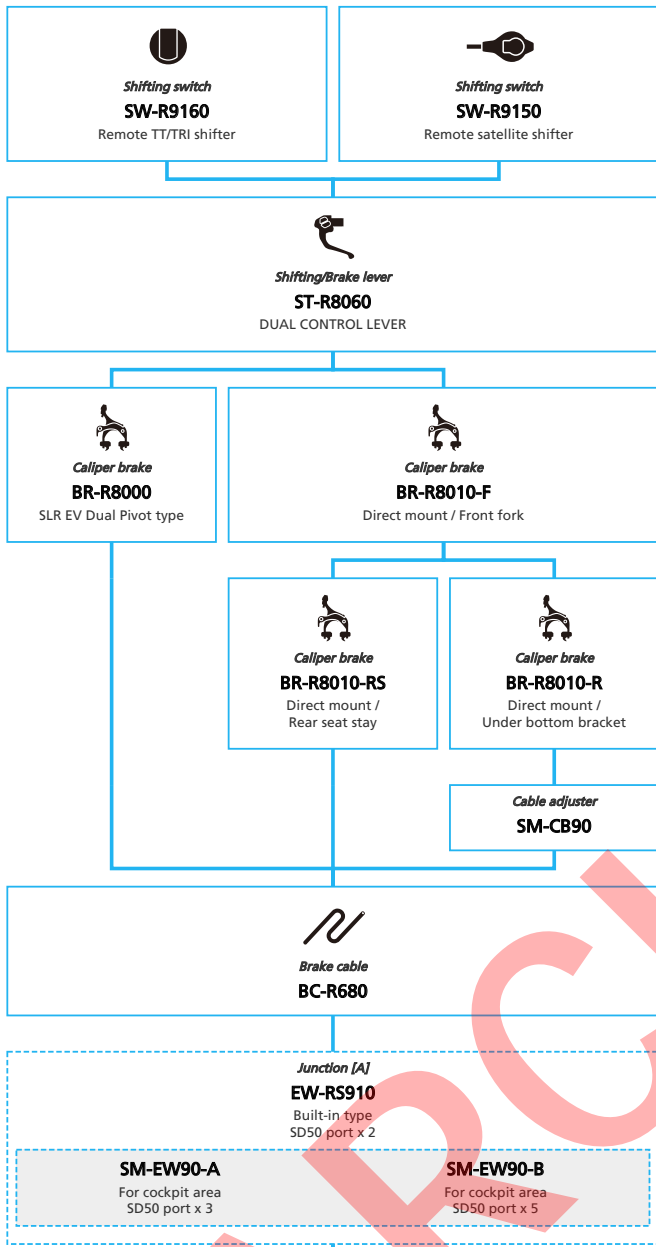 Shifting switch
SW-R9160
Remote TT/TRI shifter
Shifting switch
SW-R9150
Remote satellite shifter
Shifting/Brake lever
ST-R8060
DUAL CONTROL LEVER
Caliper brake
BR-R8000
SLR EV Dual Pivot type
Caliper brake
BR-R8010-F
Direct mount / Front fork
Caliper brake
BR-R8010-RS
Direct mount /
Rear seat stay
Caliper brake
BR-R8010-R
Direct mount /
Under bottom bracket
Cable adjuster
SM-CB90
Brake cable
BC-R680
Junction [A]
EW-RS910
Built-in type
SD50 port x 2
SM-EW90-A
For cockpit area
SD50 port x 3
SM-EW90-B
For cockpit area
SD50 port x 5